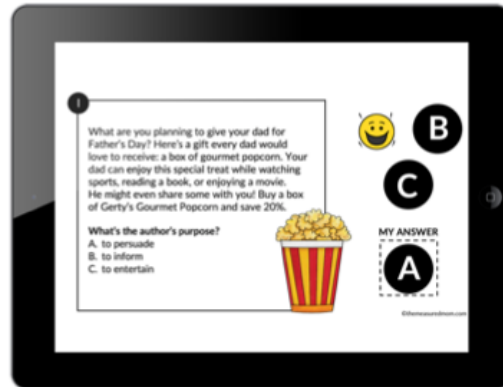 1
What are you planning to give your dad for
Father's Day? Here's a gift every dad would
love to receive: a box of gourmet popcorn. Your
dad can enjoy this special treat while watching
sports, reading a book, or enjoying a movie.
He might even share some with you! Buy a box
of Gerty's Gourmet Popcorn and save 20%.
What's the author's purpose?
A. to persuade
B. to inform
C. to entertain
B
C
MY ANSWER
A
©themeasuredmom.com